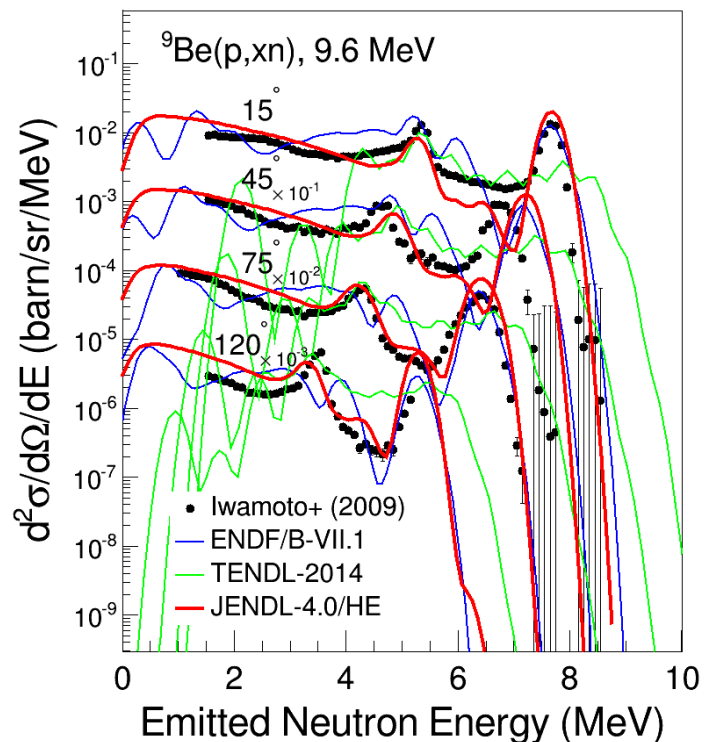 ⁹Be(p,xn), 9.6 MeV
15°
45°
×10⁻¹
75°
×10⁻²
120°
×10⁻³
Iwamoto+ (2009)
ENDF/B-VII.1
TENDL-2014
JENDL-4.0/HE
10⁻¹
10⁻²
10⁻³
10⁻⁴
10⁻⁵
10⁻⁶
10⁻⁷
10⁻⁸
10⁻⁹
d²σ/dΩ/dE (barn/sr/MeV)
0 2 4 6 8 10
Emitted Neutron Energy (MeV)